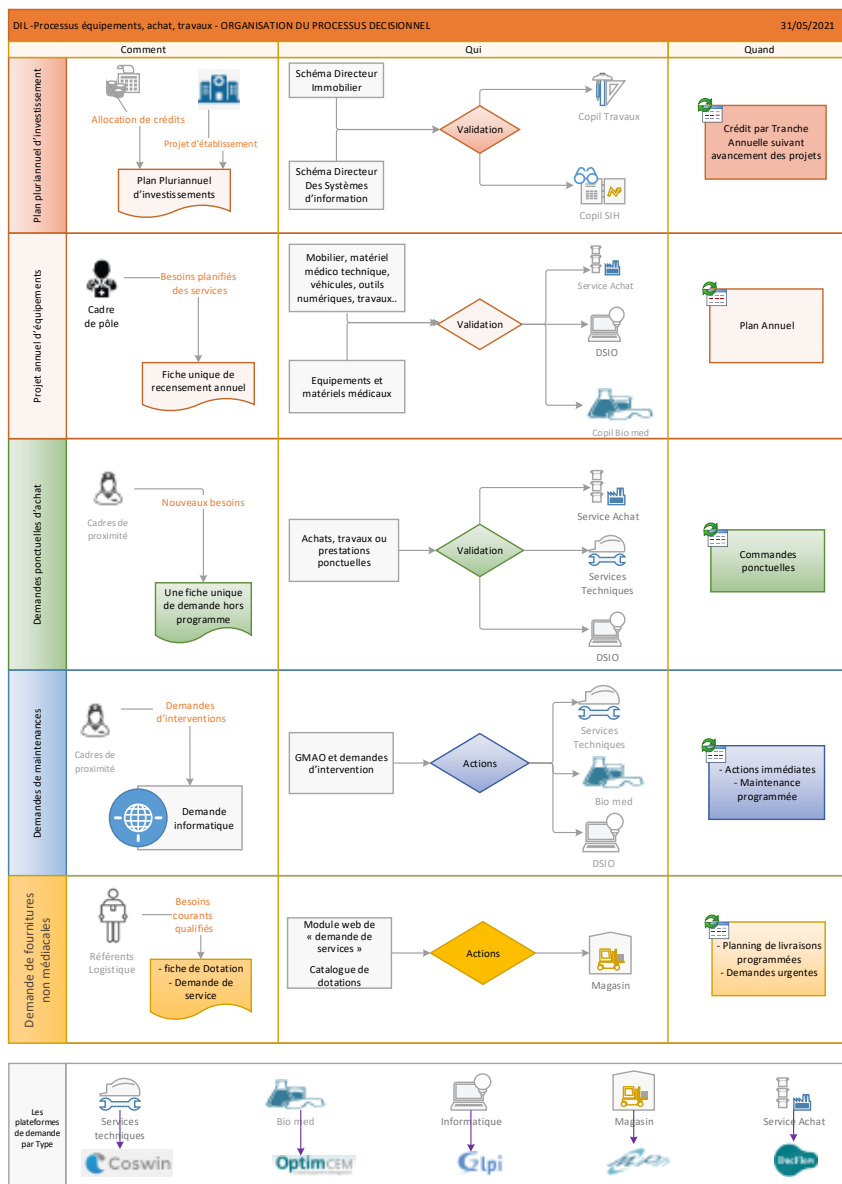 DIL -Processus équipements, achat, travaux - ORGANISATION DU PROCESSUS DECISIONNEL
31/05/2021
Comment
Qui
Quand
Plan pluriannuel d'investissement
Allocation de crédits
Projet d'établissement
Plan Pluriannuel
d'investissements
Schéma Directeur
Immobilier
Schéma Directeur
Des Systèmes
d'information
Validation
Copil Travaux
Copil SIH
Crédit par Tranche
Annuelle suivant
avancement des projets
Projet annuel d'équipements
Cadre
de pôle
Besoins planifiés
des services
Fiche unique de
recensement annuel
Mobilier, matériel
médico technique,
véhicules, outils
numériques, travaux..
Equipements et
matériels médicaux
Validation
Service Achat
DSIO
Copil Bio med
Plan Annuel
Demandes ponctuelles d'achat
Cadres de
proximité
Nouveaux besoins
Une fiche unique
de demande hors
programme
Achats, travaux ou
prestations
ponctuelles
Validation
Service Achat
Services
Techniques
DSIO
Commandes
ponctuelles
Demandes de maintenances
Cadres de
proximité
Demandes
d'interventions
Demande
informatique
GMAO et demandes
d'intervention
Actions
Services
Techniques
Bio med
DSIO
- Actions immédiates
- Maintenance
programmée
Demande de fournitures
non médiacales
Référents
Logistique
Besoins
courants
qualifiés
- fiche de Dotation
- Demande de
service
Module web de
« demande de
services »
Catalogue de
dotations
Actions
Magasin
- Planning de livraisons
programmées
- Demandes urgentes
Les
plateformes
de demande
par Type
Services
techniques
Coswin
Bio med
OptimCEM
Informatique
Glpi
Magasin
Service Achat
DocFlow